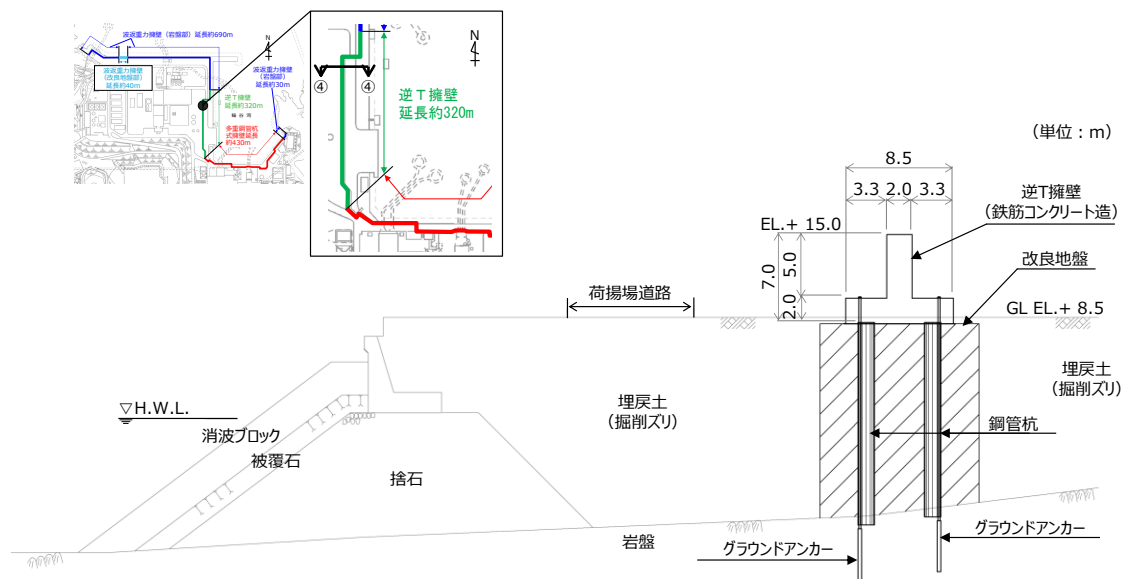 波返重力擁壁（岩盤部）延長約690m
N
波返重力擁壁
（改良地盤部）
延長約40m
波返重力擁壁
（岩盤部）
延長約30m
逆T擁壁
延長約320m
輪谷湾
多重鋼管杭
式擁壁延長
約430m
N
④
④
逆T擁壁
延長約320m
（単位：m）
8.5
3.3
2.0
3.3
逆T擁壁
（鉄筋コンクリート造）
EL.+ 15.0
7.0
5.0
2.0
改良地盤
GL EL.+ 8.5
荷揚場道路
▽H.W.L.
消波ブロック
被覆石
捨石
埋戻土
（掘削ズリ）
埋戻土
（掘削ズリ）
鋼管杭
岩盤
グラウンドアンカー
グラウンドアンカー